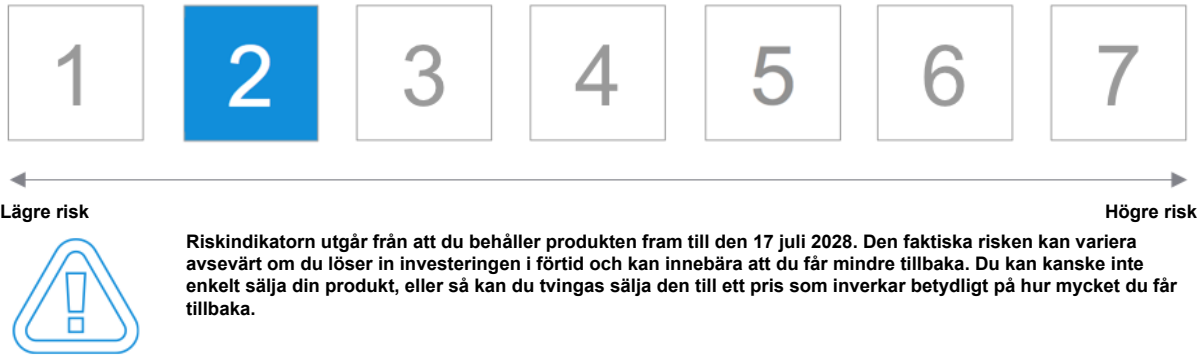 1 2 3 4 5 6 7
Lägre risk Högre risk
Riskindikatorn utgår från att du behåller produkten fram till den 17 juli 2028. Den faktiska risken kan variera
avsevärt om du löser in investeringen i förtid och kan innebära att du får mindre tillbaka. Du kan kanske inte
enkelt sälja din produkt, eller så kan du tvingas sälja den till ett pris som inverkar betydligt på hur mycket du får
tillbaka.